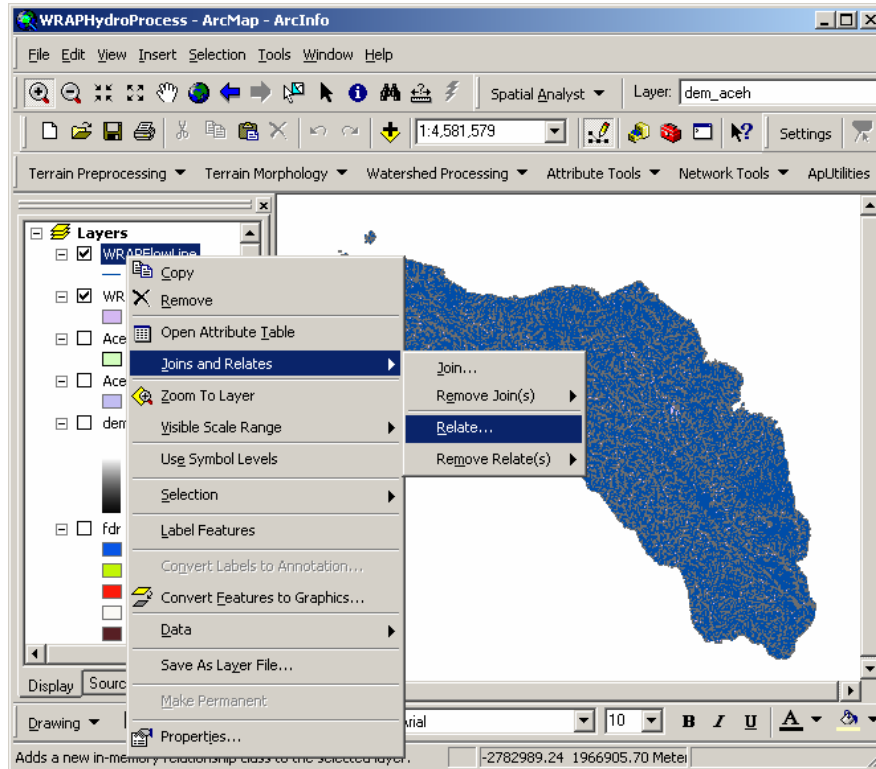 WRAPHydroProcess - ArcMap - ArcInfo
File Edit View Insert Selection Tools Window Help
Spatial Analyst Layer: dem_aceh
1:4,581,579 Settings
Terrain Preprocessing Terrain Morphology Watershed Processing Attribute Tools Network Tools ApUtilities
Layers
WRAPFlowLine
WR
Ace
Ace
dem
fdr
Copy
Remove
Open Attribute Table
Joins and Relates
Zoom To Layer
Visible Scale Range
Use Symbol Levels
Selection
Label Features
Convert Labels to Annotation...
Convert Features to Graphics...
Data
Save As Layer File...
Make Permanent
Properties...
Join...
Remove Join(s)
Relate...
Remove Relate(s)
Display Sourc
Drawing rial 10 B I U A
Adds a new in-memory relationship class to the selected layer. -2782989.24 1966905.70 Meter